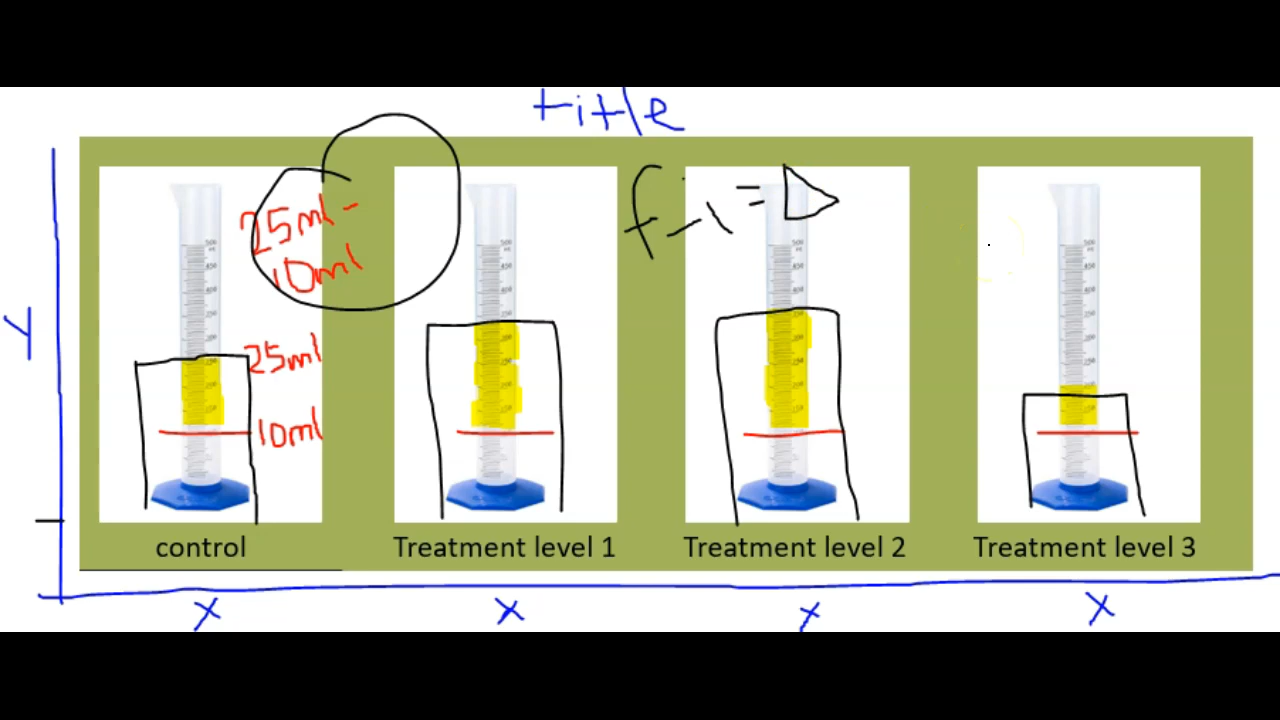 title
25ml -
10ml
f-i=
25ml
10ml
Y
control
Treatment level 1
Treatment level 2
Treatment level 3
X
X
X
X